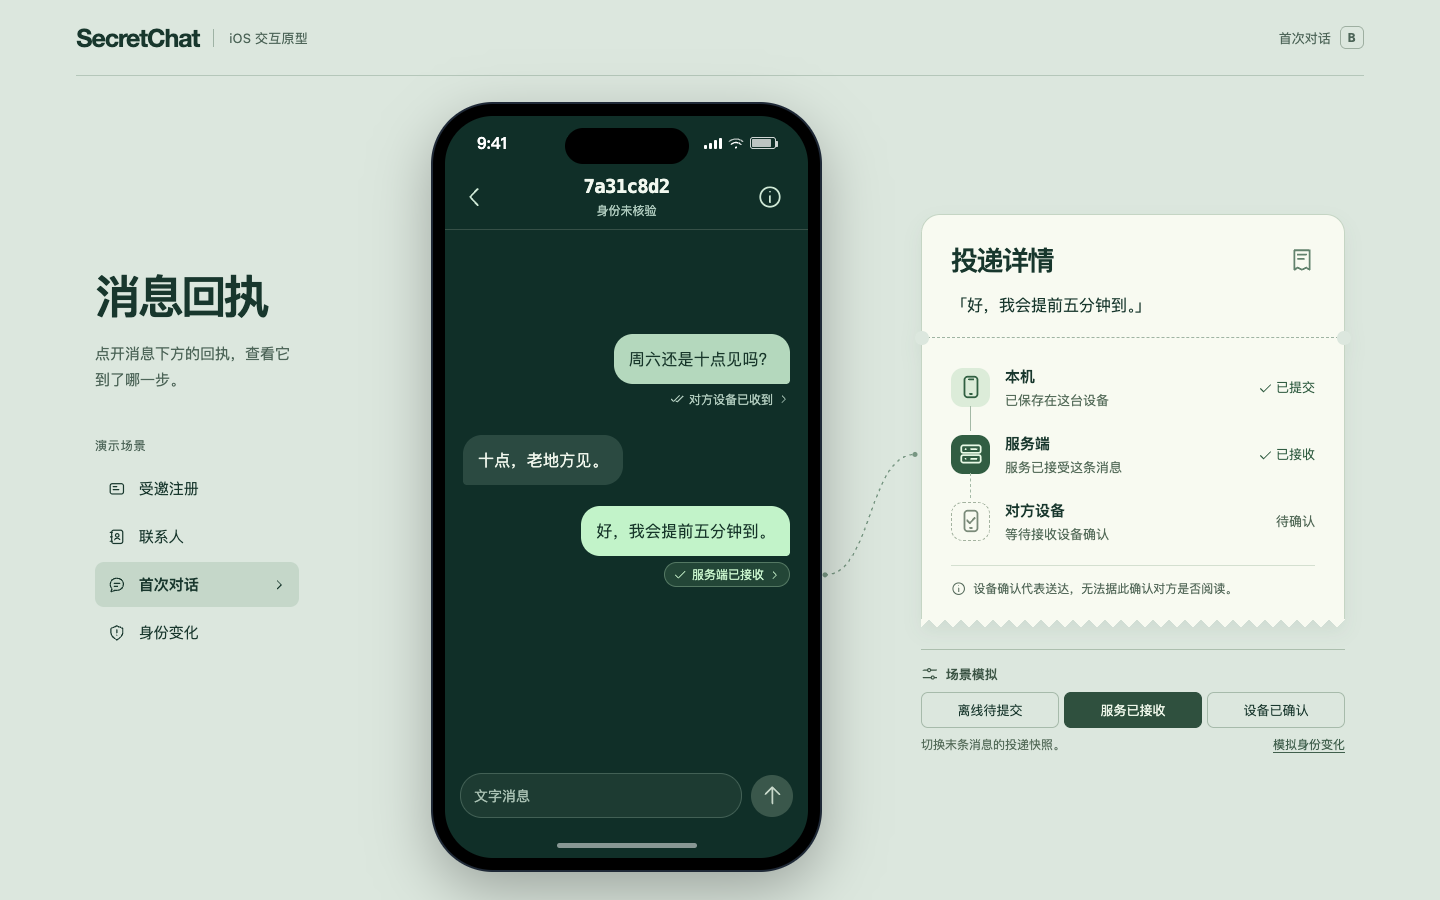 SecretChat
iOS 交互原型
首次对话 B
消息回执
点开消息下方的回执，查看它
到了哪一步。
演示场景
受邀注册
联系人
首次对话
身份变化
9:41
7a31c8d2
身份未核验
周六还是十点见吗？
对方设备已收到
十点，老地方见。
好，我会提前五分钟到。
服务端已接收
文字消息
投递详情
「好，我会提前五分钟到。」
本机
已保存在这台设备
已提交
服务端
服务已接受这条消息
已接收
对方设备
等待接收设备确认
待确认
设备确认代表送达，无法据此确认对方是否阅读。
场景模拟
离线待提交
服务已接收
设备已确认
切换末条消息的投递快照。
模拟身份变化